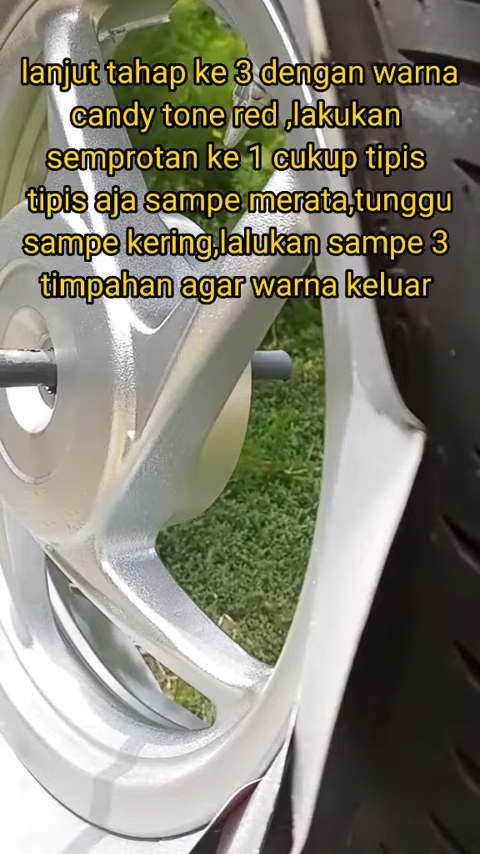 lanjut tahap ke 3 dengan warna
candy tone red ,lakukan
semprotan ke 1 cukup tipis
tipis aja sampe merata,tunggu
sampe kering,lalukan sampe 3
timpahan agar warna keluar